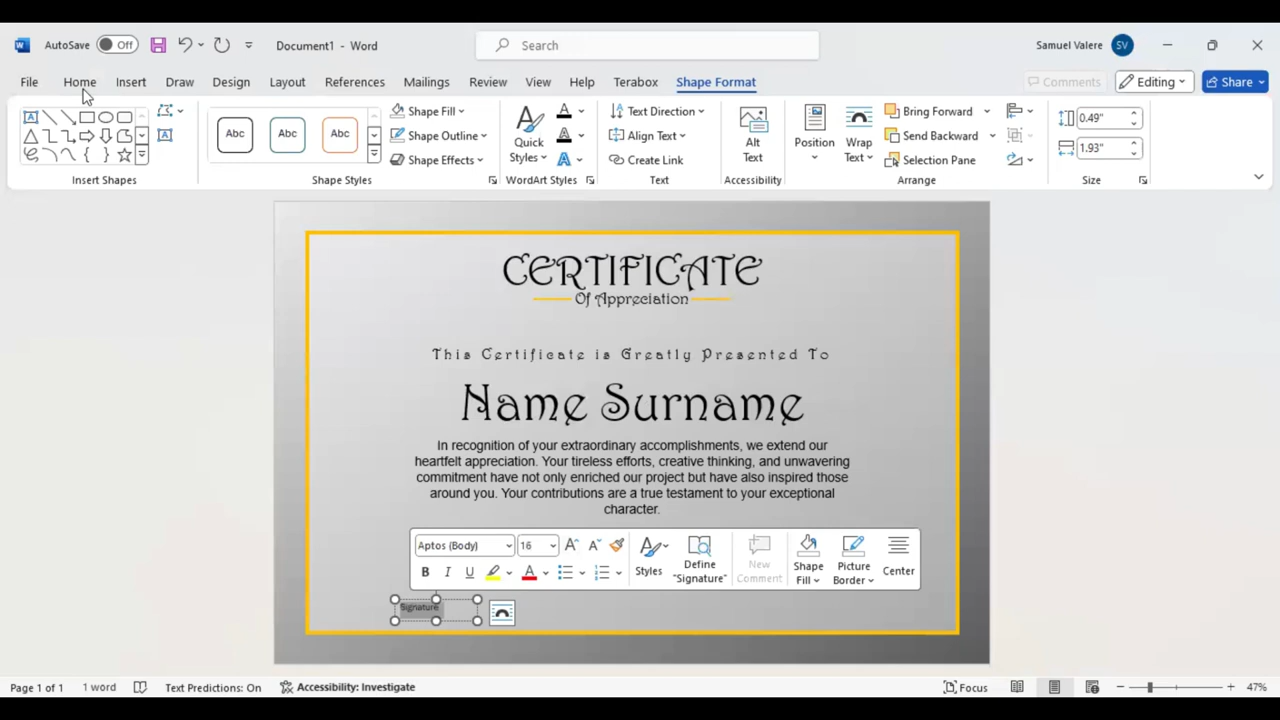 AutoSave Off Document1 - Word Search Samuel Valere SV
File Home Insert Draw Design Layout References Mailings Review View Help Terabox Shape Format Comments Editing Share
Abc Abc Abc
Shape Fill
Shape Outline
Shape Effects
Quick
Styles
Text Direction
Align Text
Create Link
Alt
Text
Position
Wrap
Text
Bring Forward
Send Backward
Selection Pane
0.49"
1.93"
Insert Shapes Shape Styles WordArt Styles Text Accessibility Arrange Size
CERTIFICATE
Of Appreciation
This Certificate is Greatly Presented To
Name Surname
In recognition of your extraordinary accomplishments, we extend our
heartfelt appreciation. Your tireless efforts, creative thinking, and unwavering
commitment have not only enriched our project but have also inspired those
around you. Your contributions are a true testament to your exceptional
character.
Aptos (Body) 16
B I U A
Styles
Define
"Signature"
New
Comment
Shape
Fill
Picture
Border
Center
Signature
Page 1 of 1 1 word Text Predictions: On Accessibility: Investigate Focus 47%